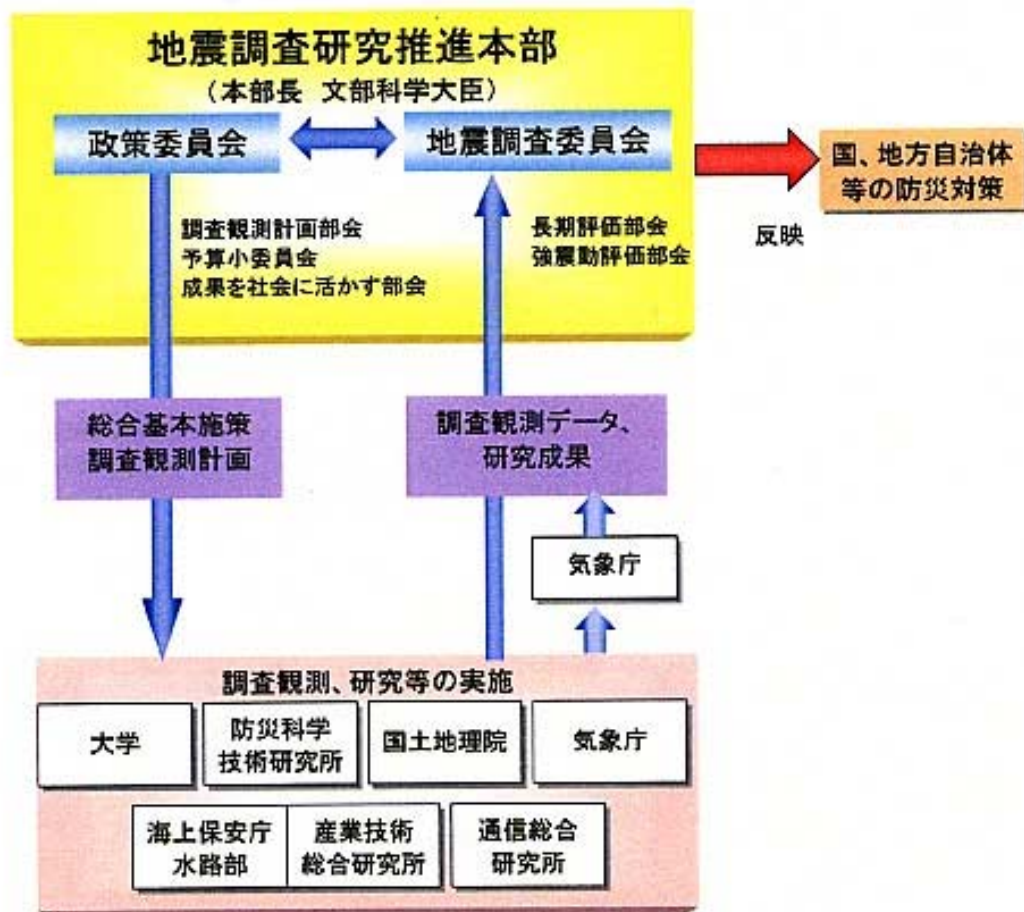 地震調査研究推進本部
(本部長 文部科学大臣)
政策委員会
地震調査委員会
国、地方自治体
等の防災対策
反映
調査観測計画部会
予算小委員会
成果を社会に活かす部会
長期評価部会
強震動評価部会
総合基本施策
調査観測計画
調査観測データ、
研究成果
気象庁
調査観測、研究等の実施
大学
防災科学
技術研究所
国土地理院
気象庁
海上保安庁
水路部
産業技術
総合研究所
通信総合
研究所